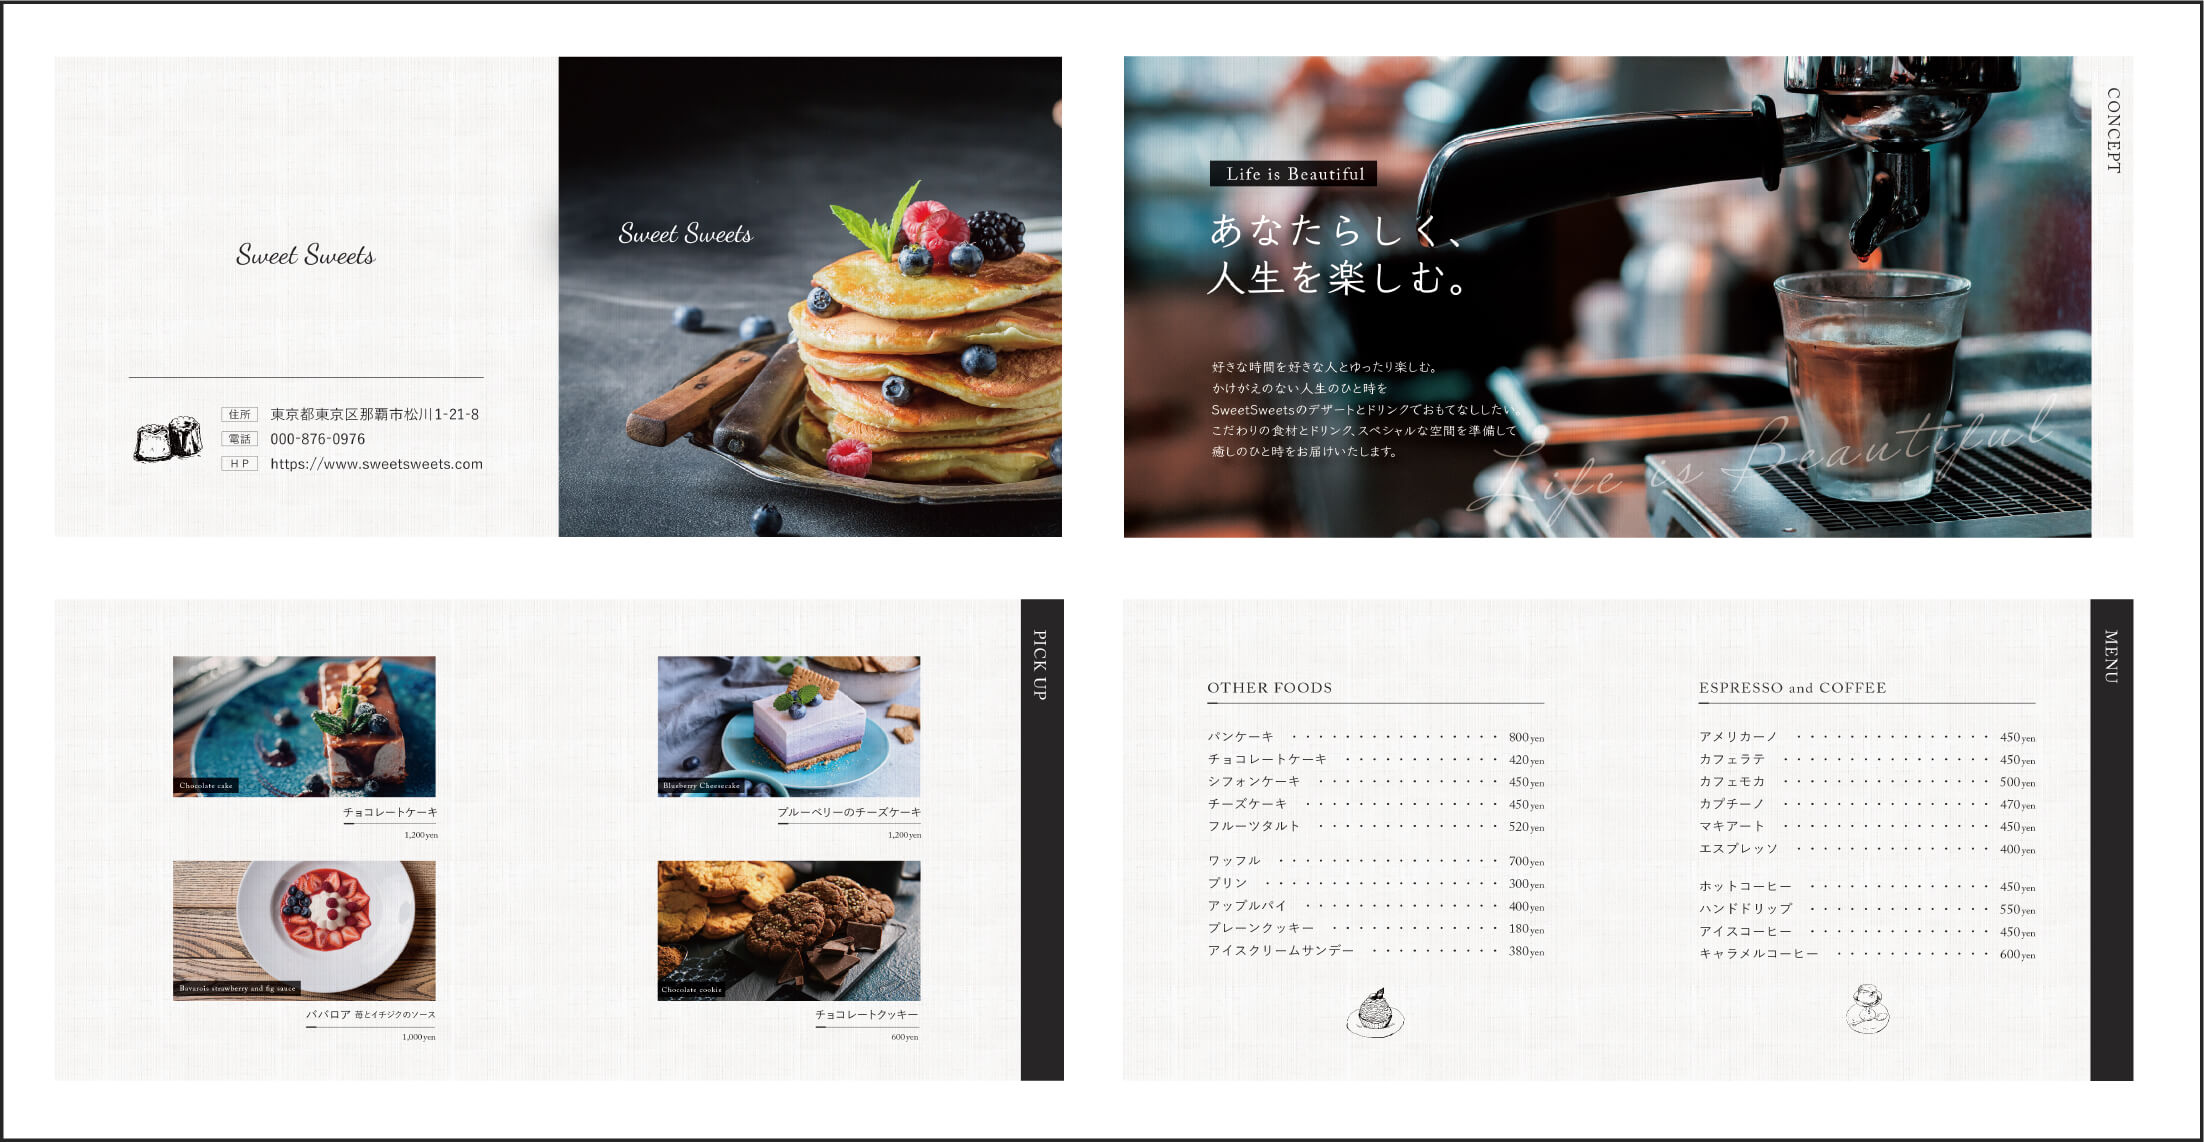 Sweet Sweets
住所 東京都東京区那覇市松川1-21-8
電話 000-876-0976
HP https://www.sweetsweets.com
Sweet Sweets
CONCEPT
Life is Beautiful
あなたらしく、
人生を楽しむ。
好きな時間を好きな人とゆったり楽しむ。
かけがえのない人生のひと時を
SweetSweetsのデザートとドリンクでおもてなししたい。
こだわりの食材とドリンク、スペシャルな空間を準備して
癒しのひと時をお届けいたします。
Life is Beautiful
PICK UP
Chocolate cake
チョコレートケーキ
1,200yen
Blueberry Cheesecake
ブルーベリーのチーズケーキ
1,200yen
Bavarois strawberry and fig sauce
ババロア 苺とイチジクのソース
1,000yen
Chocolate cookie
チョコレートクッキー
600yen
MENU
OTHER FOODS
パンケーキ ・・・・・・・・・・・・・・・・ 800yen
チョコレートケーキ ・・・・・・・・・・・・ 420yen
シフォンケーキ ・・・・・・・・・・・・・・ 450yen
チーズケーキ ・・・・・・・・・・・・・・・ 450yen
フルーツタルト ・・・・・・・・・・・・・・ 520yen
ワッフル ・・・・・・・・・・・・・・・・・ 700yen
プリン ・・・・・・・・・・・・・・・・・・ 300yen
アップルパイ ・・・・・・・・・・・・・・・ 400yen
プレーンクッキー ・・・・・・・・・・・・・ 180yen
アイスクリームサンデー ・・・・・・・・・・ 380yen
ESPRESSO and COFFEE
アメリカーノ ・・・・・・・・・・・・・・・ 450yen
カフェラテ ・・・・・・・・・・・・・・・・ 450yen
カフェモカ ・・・・・・・・・・・・・・・・ 500yen
カプチーノ ・・・・・・・・・・・・・・・・ 470yen
マキアート ・・・・・・・・・・・・・・・・ 450yen
エスプレッソ ・・・・・・・・・・・・・・・ 400yen
ホットコーヒー ・・・・・・・・・・・・・・ 450yen
ハンドドリップ ・・・・・・・・・・・・・・ 550yen
アイスコーヒー ・・・・・・・・・・・・・・ 450yen
キャラメルコーヒー ・・・・・・・・・・・・ 600yen